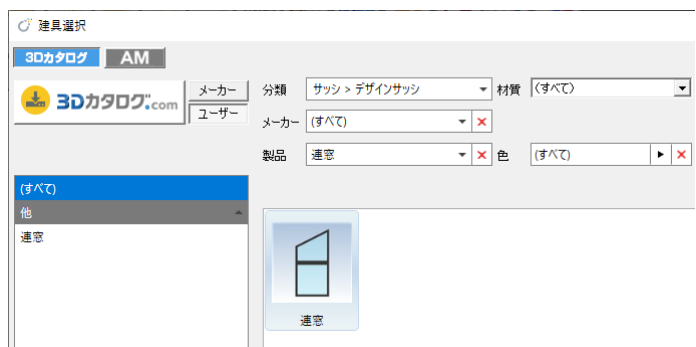 建具選択
3Dカタログ AM
3Dカタログ.com
メーカー
ユーザー
分類 サッシ > デザインサッシ 材質 (すべて)
メーカー (すべて)
製品 連窓 色 (すべて)
(すべて)
他
連窓
連窓